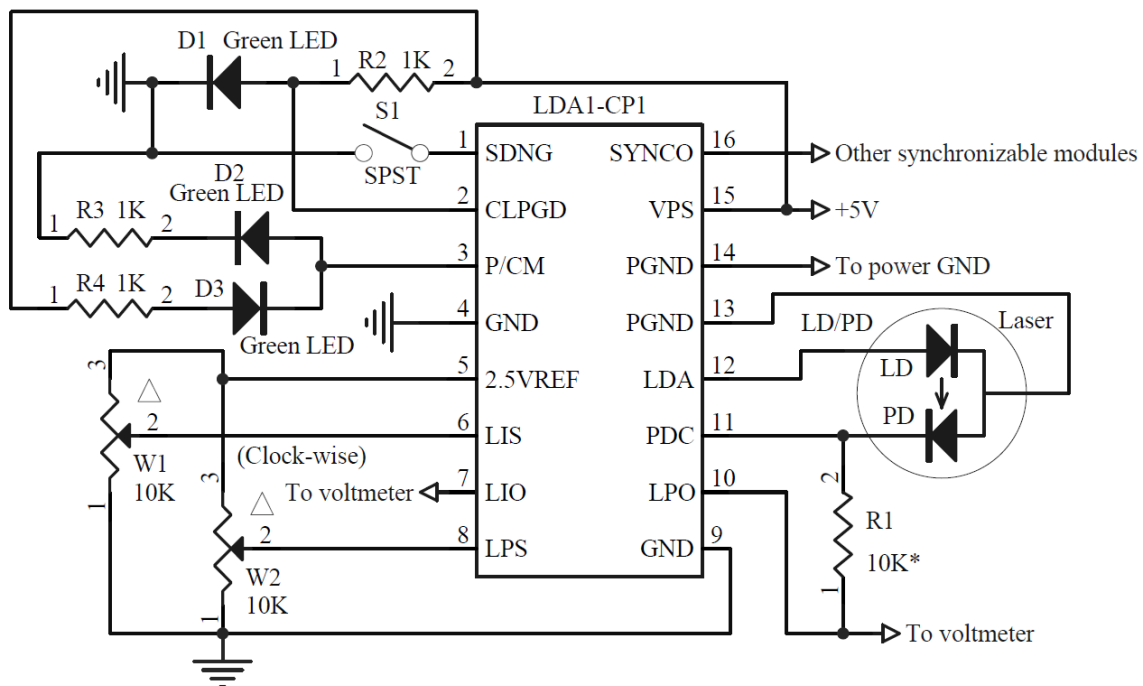 D1 Green LED
1 R2 1K 2
S1
LDA1-CP1
SPST
1 SDNG SYNCO 16 Other synchronizable modules
D2
Green LED
2 CLPGD VPS 15 +5V
1 R3 1K 2
3 P/CM PGND 14 To power GND
1 R4 1K 2 D3
Green LED
4 GND PGND 13 LD/PD Laser
3
5 2.5VREF LDA 12 LD
2
6 LIS PDC 11 PD
W1
10K
(Clock-wise)
3
1
To voltmeter 7 LIO LPO 10
2
R1
10K*
1
2 8 LPS GND 9
W2
10K
1
To voltmeter